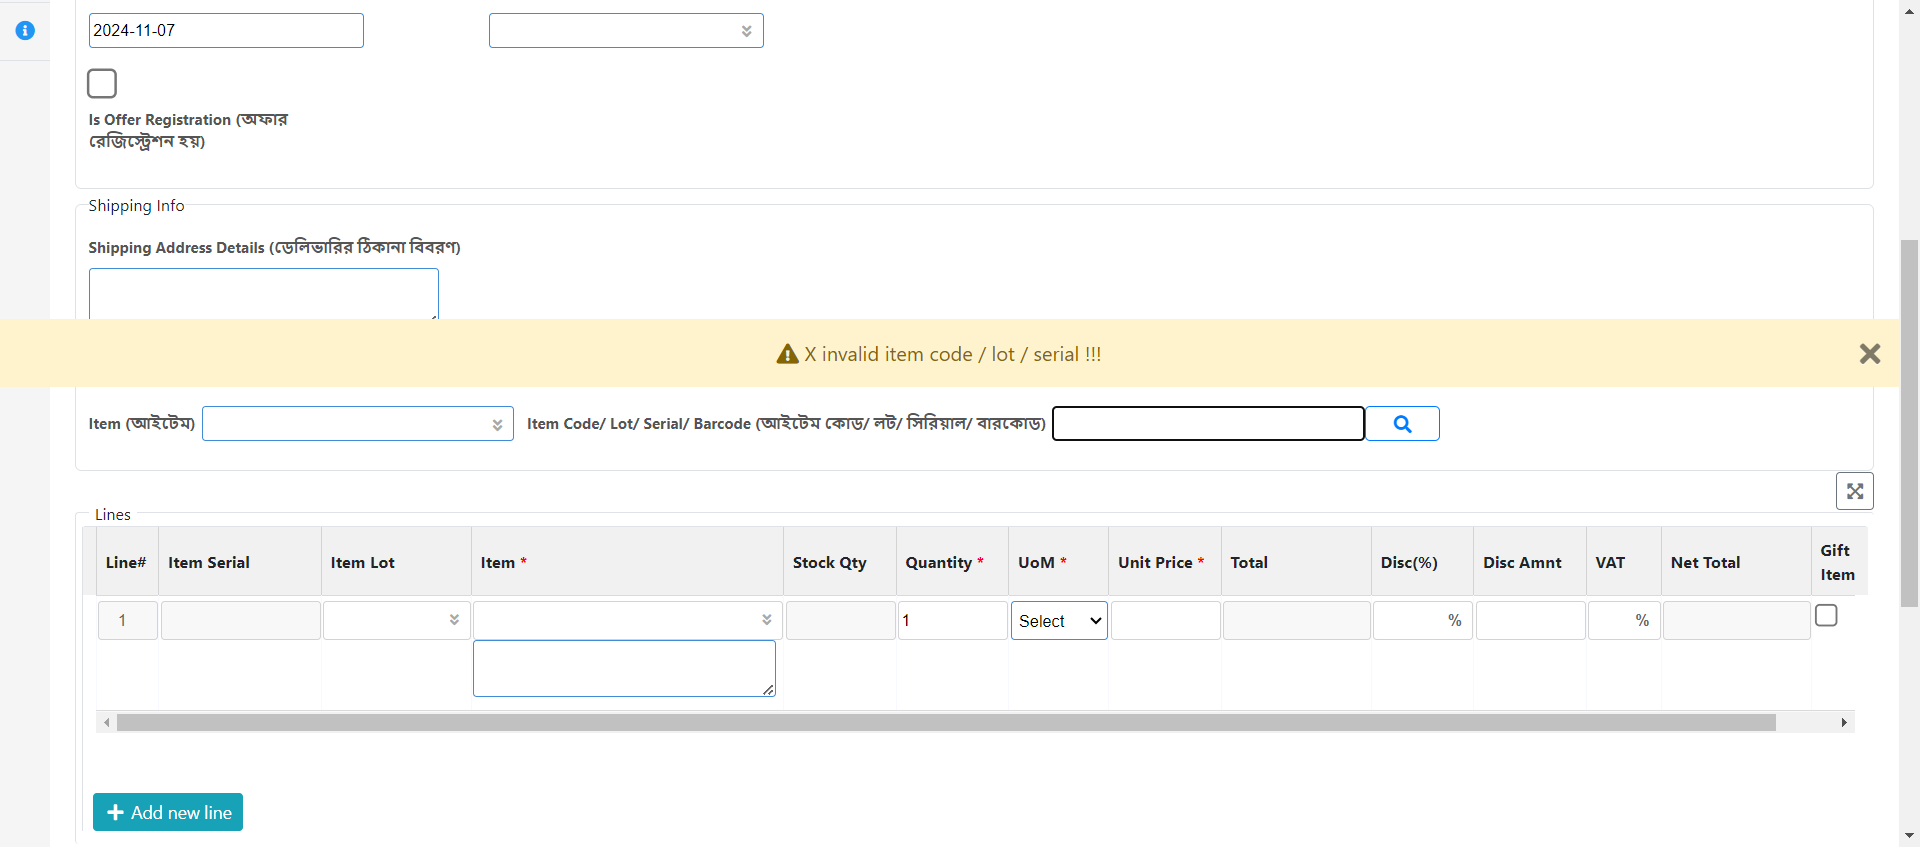 2024-11-07
Is Offer Registration (অফার
রেজিস্ট্রেশন হয়)
Shipping Info
Shipping Address Details (ডেলিভারির ঠিকানা বিবরণ)
X invalid item code / lot / serial !!!
Item (আইটেম)
Item Code/ Lot/ Serial/ Barcode (আইটেম কোড/ লট/ সিরিয়াল/ বারকোড)
Lines
Line# Item Serial Item Lot Item * Stock Qty Quantity * UoM * Unit Price * Total Disc(%) Disc Amnt VAT Net Total Gift Item
1 1 Select % %
Add new line